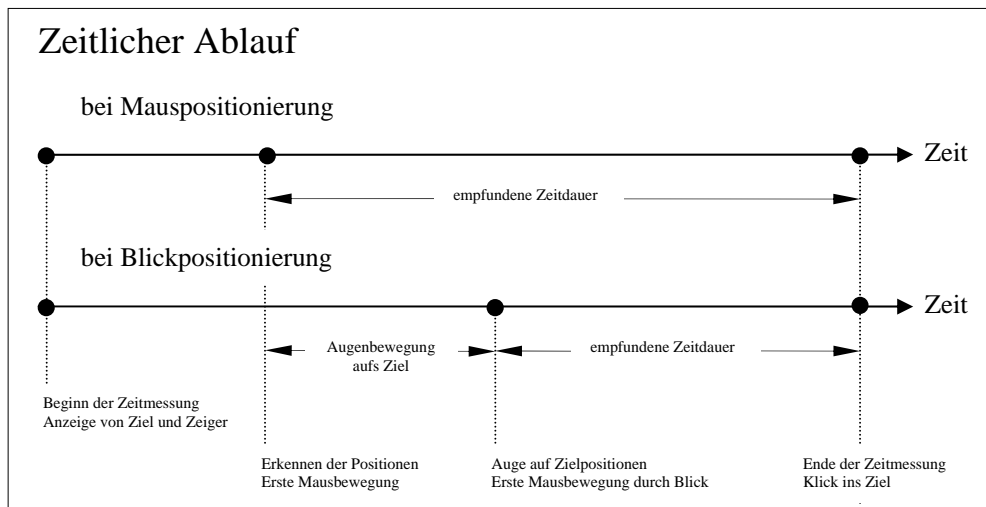 Zeitlicher Ablauf
bei Mauspositionierung
Zeit
empfundene Zeitdauer
bei Blickpositionierung
Zeit
Augenbewegung
aufs Ziel
empfundene Zeitdauer
Beginn der Zeitmessung
Anzeige von Ziel und Zeiger
Erkennen der Positionen
Erste Mausbewegung
Auge auf Zielpositionen
Erste Mausbewegung durch Blick
Ende der Zeitmessung
Klick ins Ziel